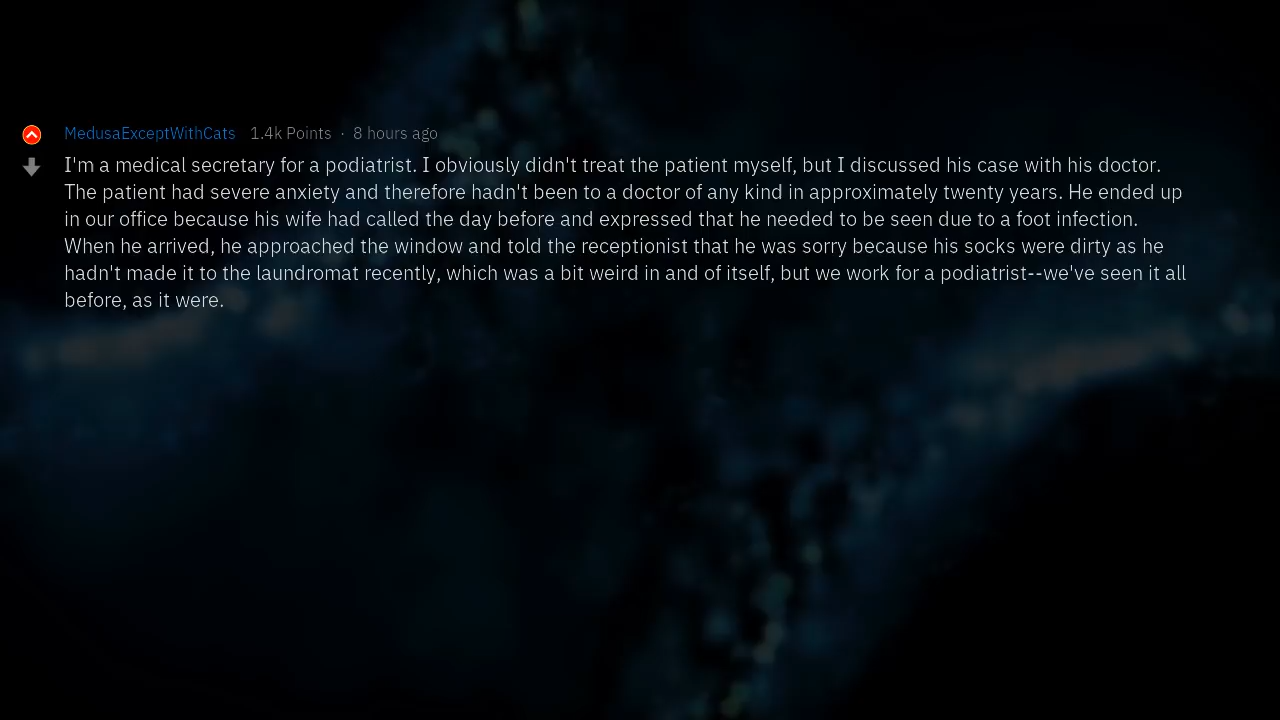 MedusaExceptWithCats 1.4k Points · 8 hours ago
I'm a medical secretary for a podiatrist. I obviously didn't treat the patient myself, but I discussed his case with his doctor.
The patient had severe anxiety and therefore hadn't been to a doctor of any kind in approximately twenty years. He ended up
in our office because his wife had called the day before and expressed that he needed to be seen due to a foot infection.
When he arrived, he approached the window and told the receptionist that he was sorry because his socks were dirty as he
hadn't made it to the laundromat recently, which was a bit weird in and of itself, but we work for a podiatrist--we've seen it all
before, as it were.